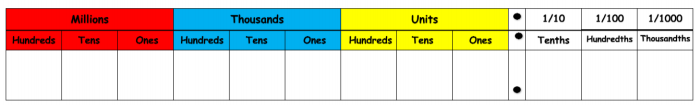 Millions Thousands Units 1/10 1/100 1/1000
Hundreds Tens Ones Hundreds Tens Ones Hundreds Tens Ones Tenths Hundredths Thousandths